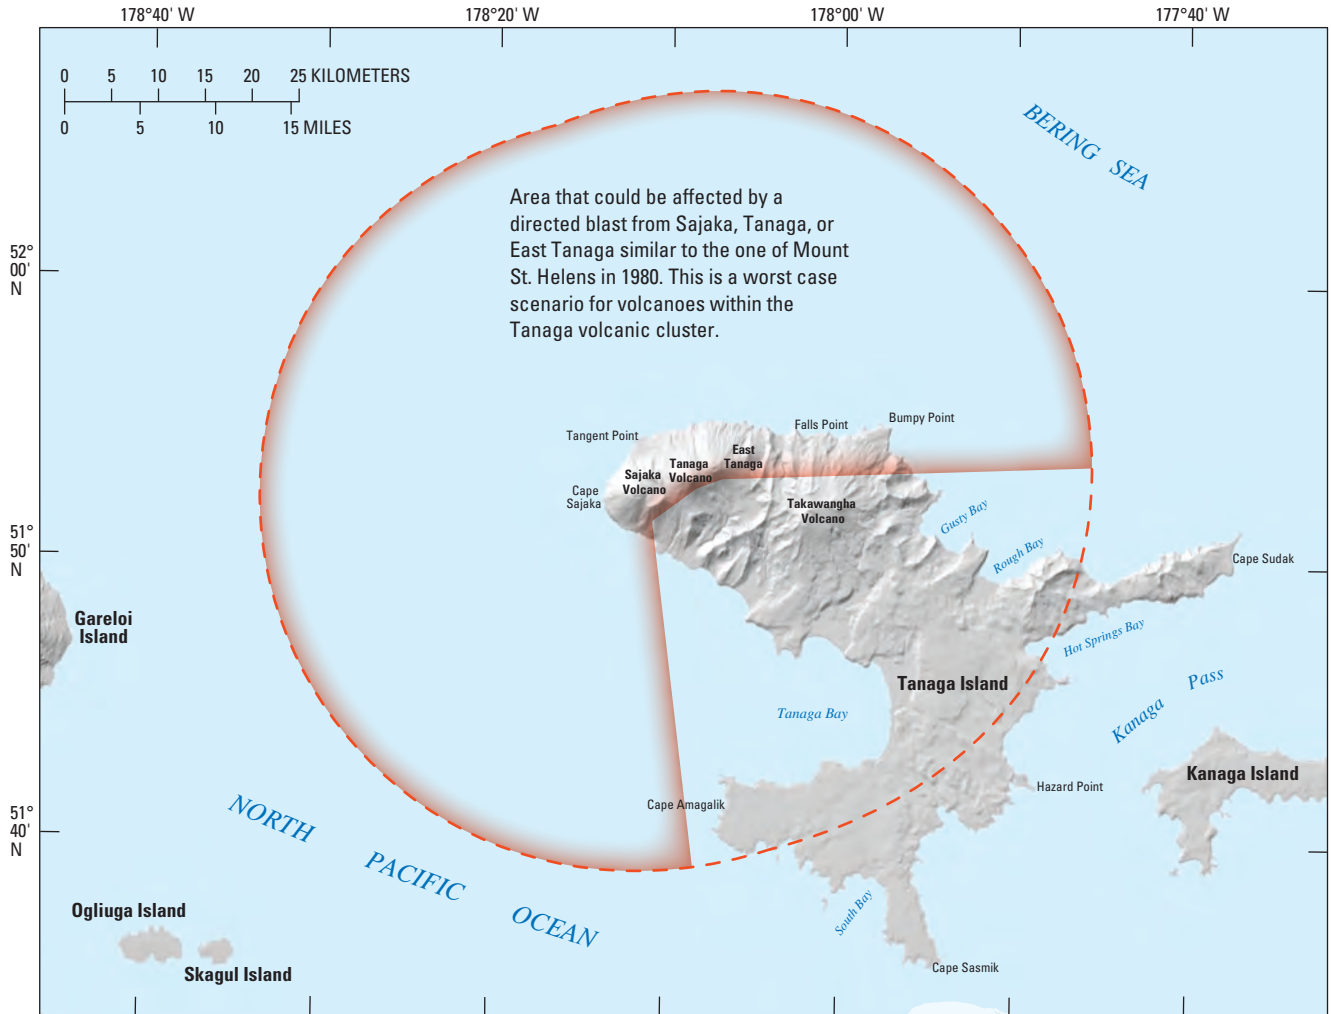 178°40' W
178°20' W
178°00' W
177°40' W
0 5 10 15 20 25 KILOMETERS
0 5 10 15 MILES
BERING SEA
Area that could be affected by a
directed blast from Sajaka, Tanaga, or
East Tanaga similar to the one of Mount
St. Helens in 1980. This is a worst case
scenario for volcanoes within the
Tanaga volcanic cluster.
52°
00'
N
Tangent Point
Falls Point
Bumpy Point
East
Tanaga
Tanaga
Volcano
Sajaka
Volcano
Cape
Sajaka
Takawangha
Volcano
Gusty Bay
Rough Bay
51°
50'
N
Cape Sudak
Gareloi
Island
Hot Springs Bay
Tanaga Island
Kanaga Pass
Tanaga Bay
Kanaga Island
Hazard Point
Cape Amagalik
51°
40'
N
NORTH PACIFIC OCEAN
South Bay
Ogliuga Island
Skagul Island
Cape Sasmik